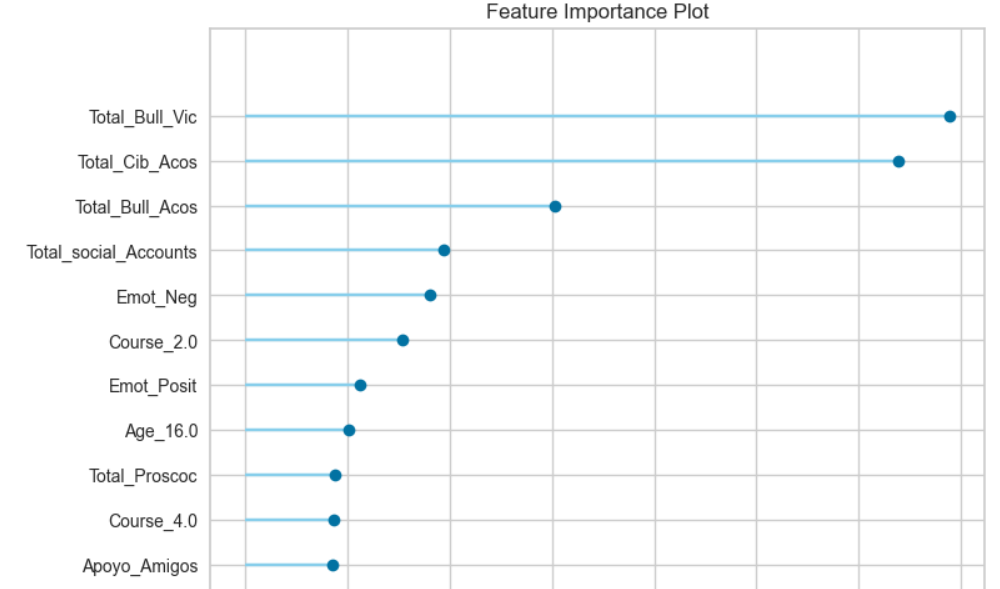 Feature Importance Plot
Total_Bull_Vic
Total_Cib_Acos
Total_Bull_Acos
Total_social_Accounts
Emot_Neg
Course_2.0
Emot_Posit
Age_16.0
Total_Proscoc
Course_4.0
Apoyo_Amigos